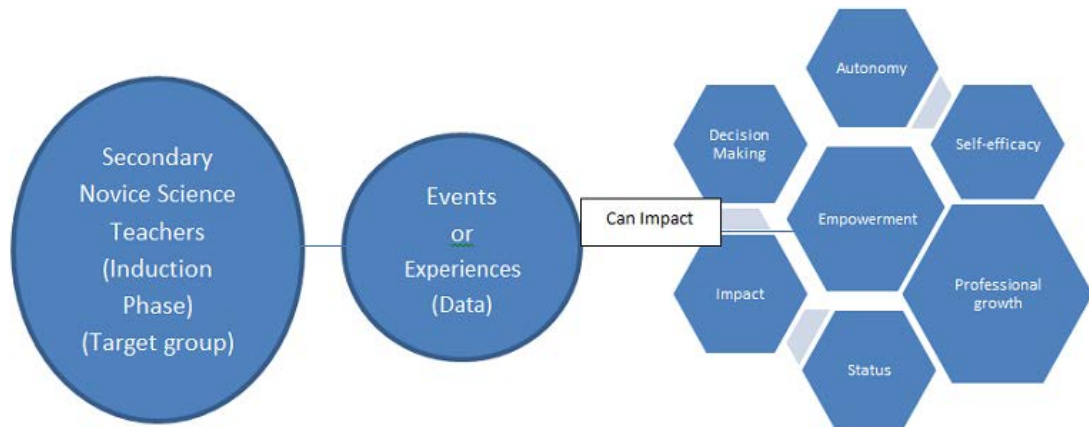 Secondary
Novice Science
Teachers
(Induction
Phase)
(Target group)
Events
or
Experiences
(Data)
Can Impact
Autonomy
Decision
Making
Self-efficacy
Empowerment
Impact
Professional
growth
Status